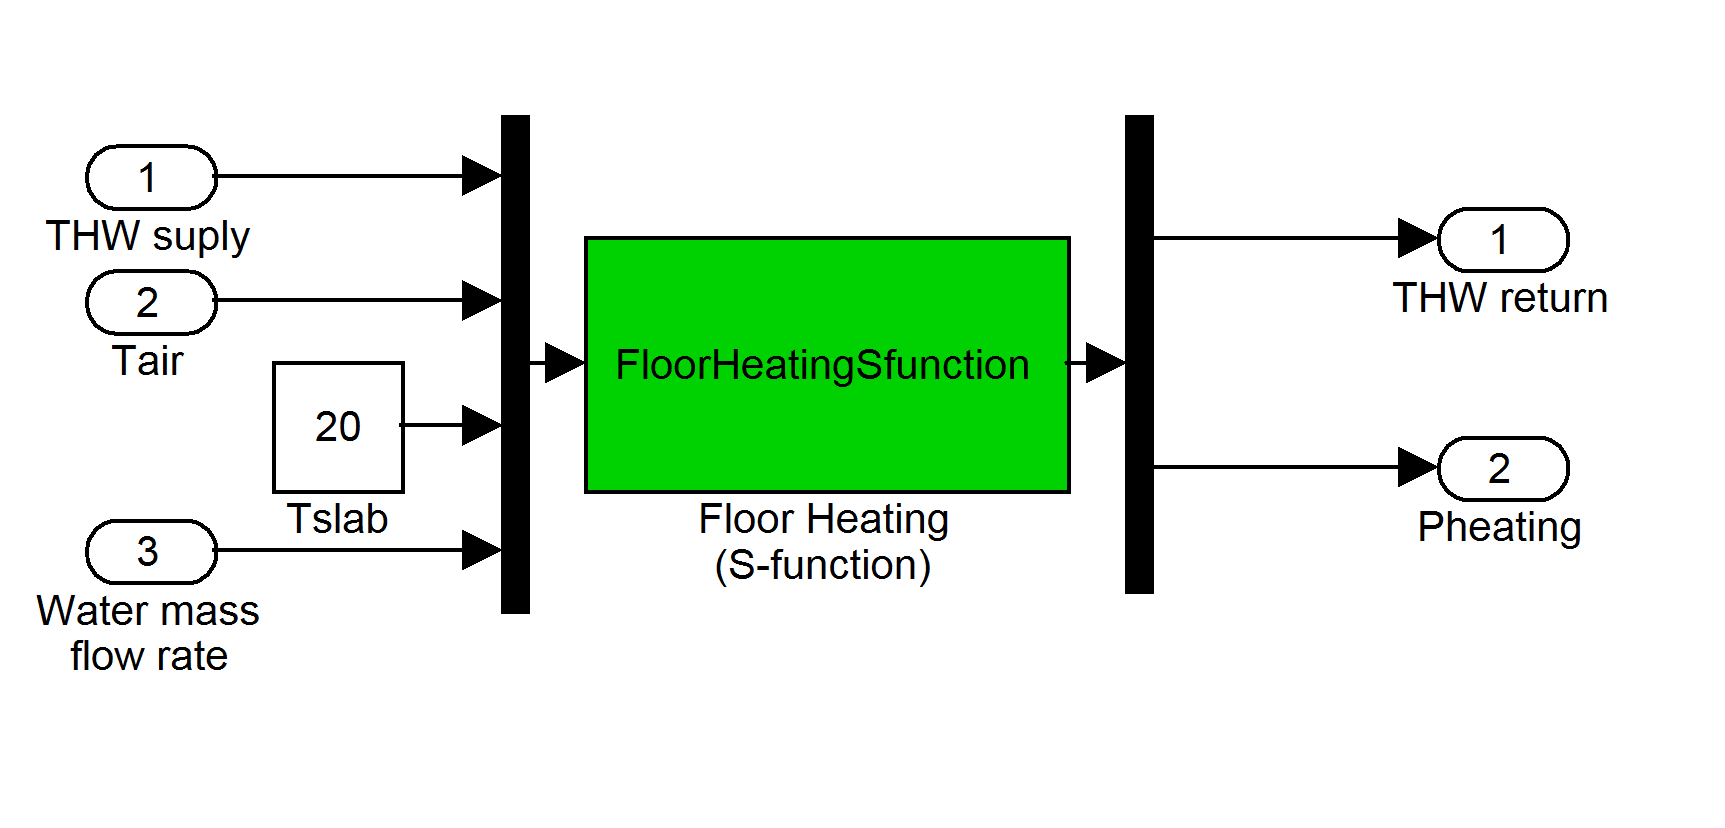 1
THW suply
2
Tair
20
Tslab
3
Water mass
flow rate
FloorHeatingSfunction
Floor Heating
(S-function)
1
THW return
2
Pheating